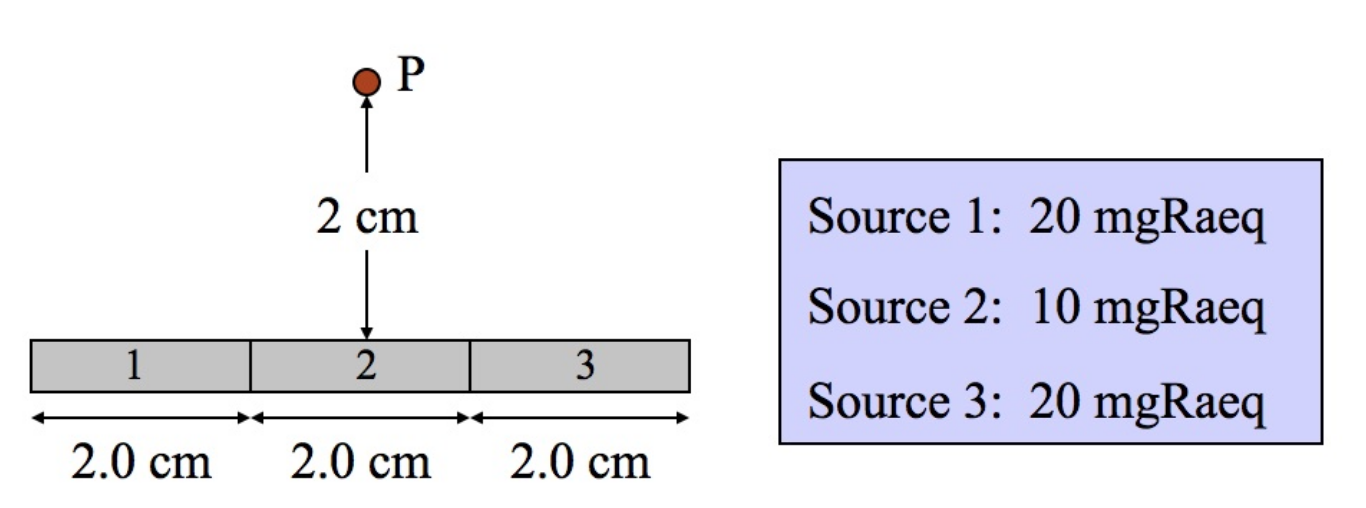 P
2 cm
1 2 3
2.0 cm 2.0 cm 2.0 cm
Source 1: 20 mgRaeq
Source 2: 10 mgRaeq
Source 3: 20 mgRaeq